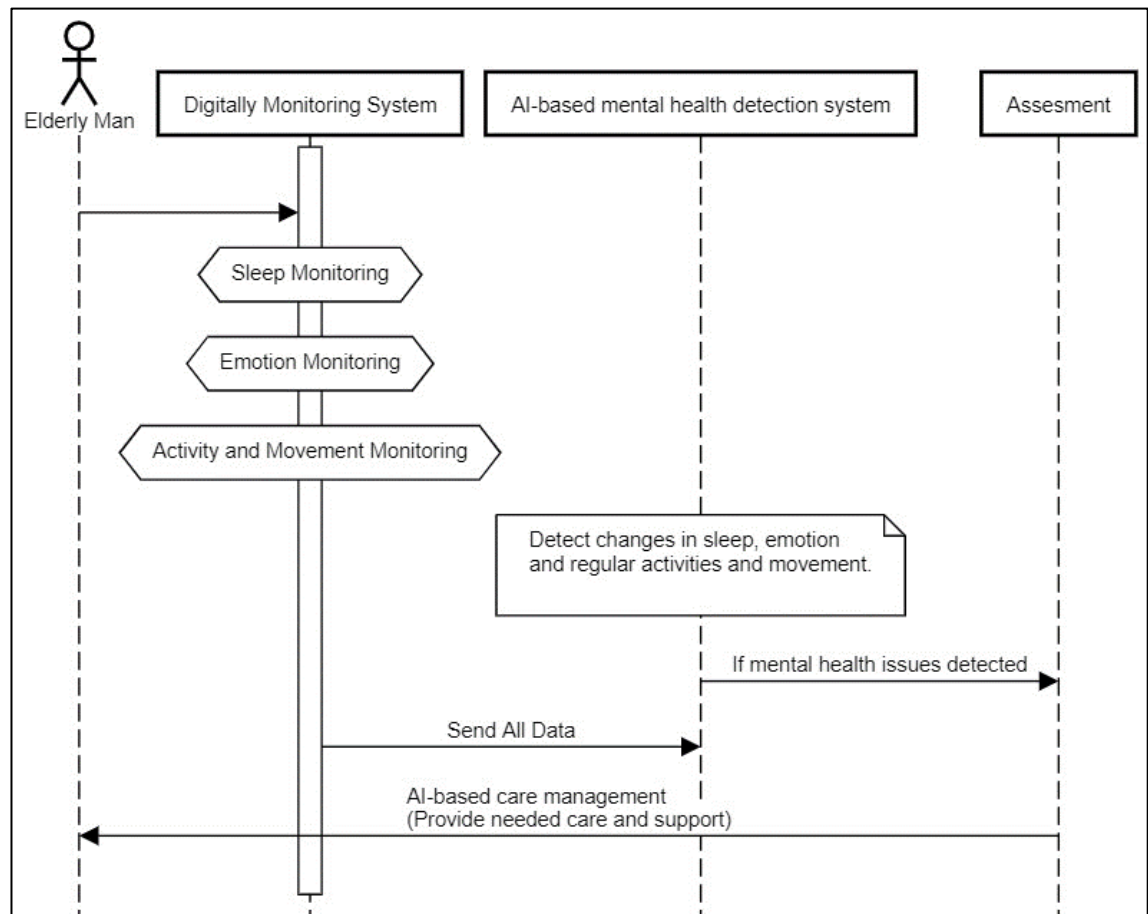 Elderly Man
Digitally Monitoring System
AI-based mental health detection system
Assesment
Sleep Monitoring
Emotion Monitoring
Activity and Movement Monitoring
Detect changes in sleep, emotion
and regular activities and movement.
If mental health issues detected
Send All Data
AI-based care management
(Provide needed care and support)